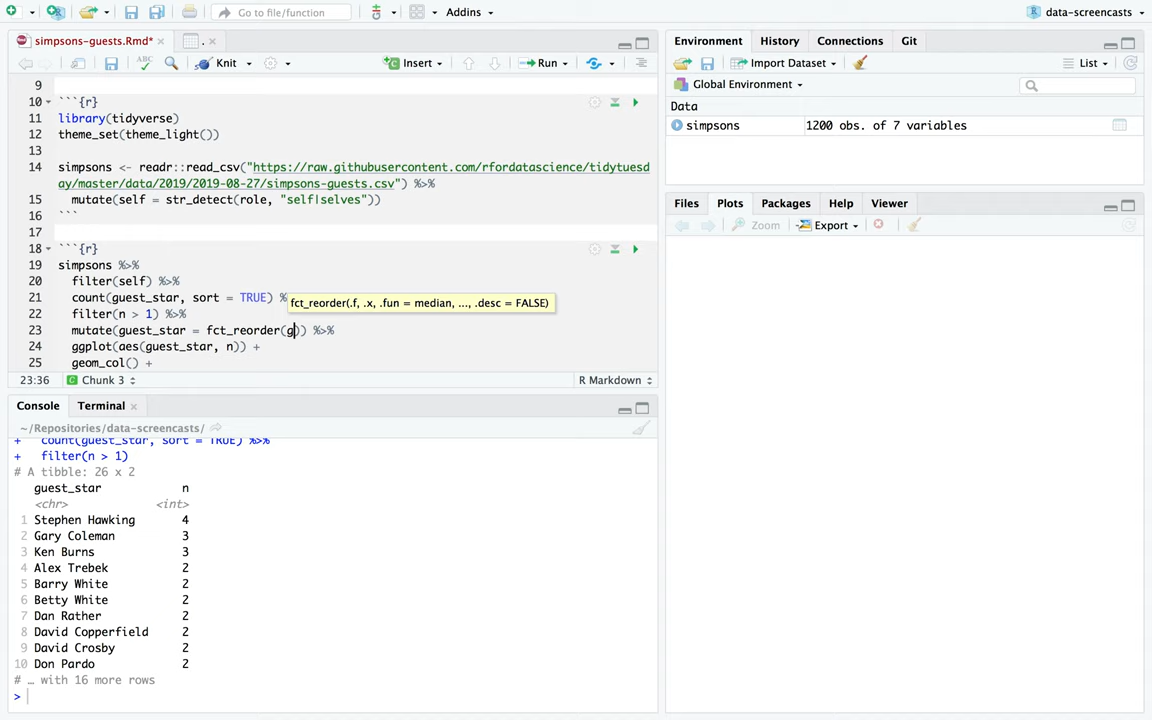 Go to file/function
Addins
data-screencasts
simpsons-guests.Rmd*
.
Knit
Insert
Run
9
10 ```{r}
11 library(tidyverse)
12 theme_set(theme_light())
13
14 simpsons <- readr::read_csv("https://raw.githubusercontent.com/rfordatascience/tidytuesd
ay/master/data/2019/2019-08-27/simpsons-guests.csv") %>%
15 mutate(self = str_detect(role, "self|selves"))
16 ```
17
18 ```{r}
19 simpsons %>%
20 filter(self) %>%
21 count(guest_star, sort = TRUE) %
fct_reorder(.f, .x, .fun = median, ..., .desc = FALSE)
22 filter(n > 1) %>%
23 mutate(guest_star = fct_reorder(g)) %>%
24 ggplot(aes(guest_star, n)) +
25 geom_col() +
23:36 Chunk 3 R Markdown
Console Terminal
~/Repositories/data-screencasts/
+ count(guest_star, sort = TRUE) %>%
+ filter(n > 1)
# A tibble: 26 x 2
guest_star n
<chr> <int>
1 Stephen Hawking 4
2 Gary Coleman 3
3 Ken Burns 3
4 Alex Trebek 2
5 Barry White 2
6 Betty White 2
7 Dan Rather 2
8 David Copperfield 2
9 David Crosby 2
10 Don Pardo 2
# … with 16 more rows
>
Environment History Connections Git
Import Dataset List
Global Environment
Data
simpsons 1200 obs. of 7 variables
Files Plots Packages Help Viewer
Zoom Export